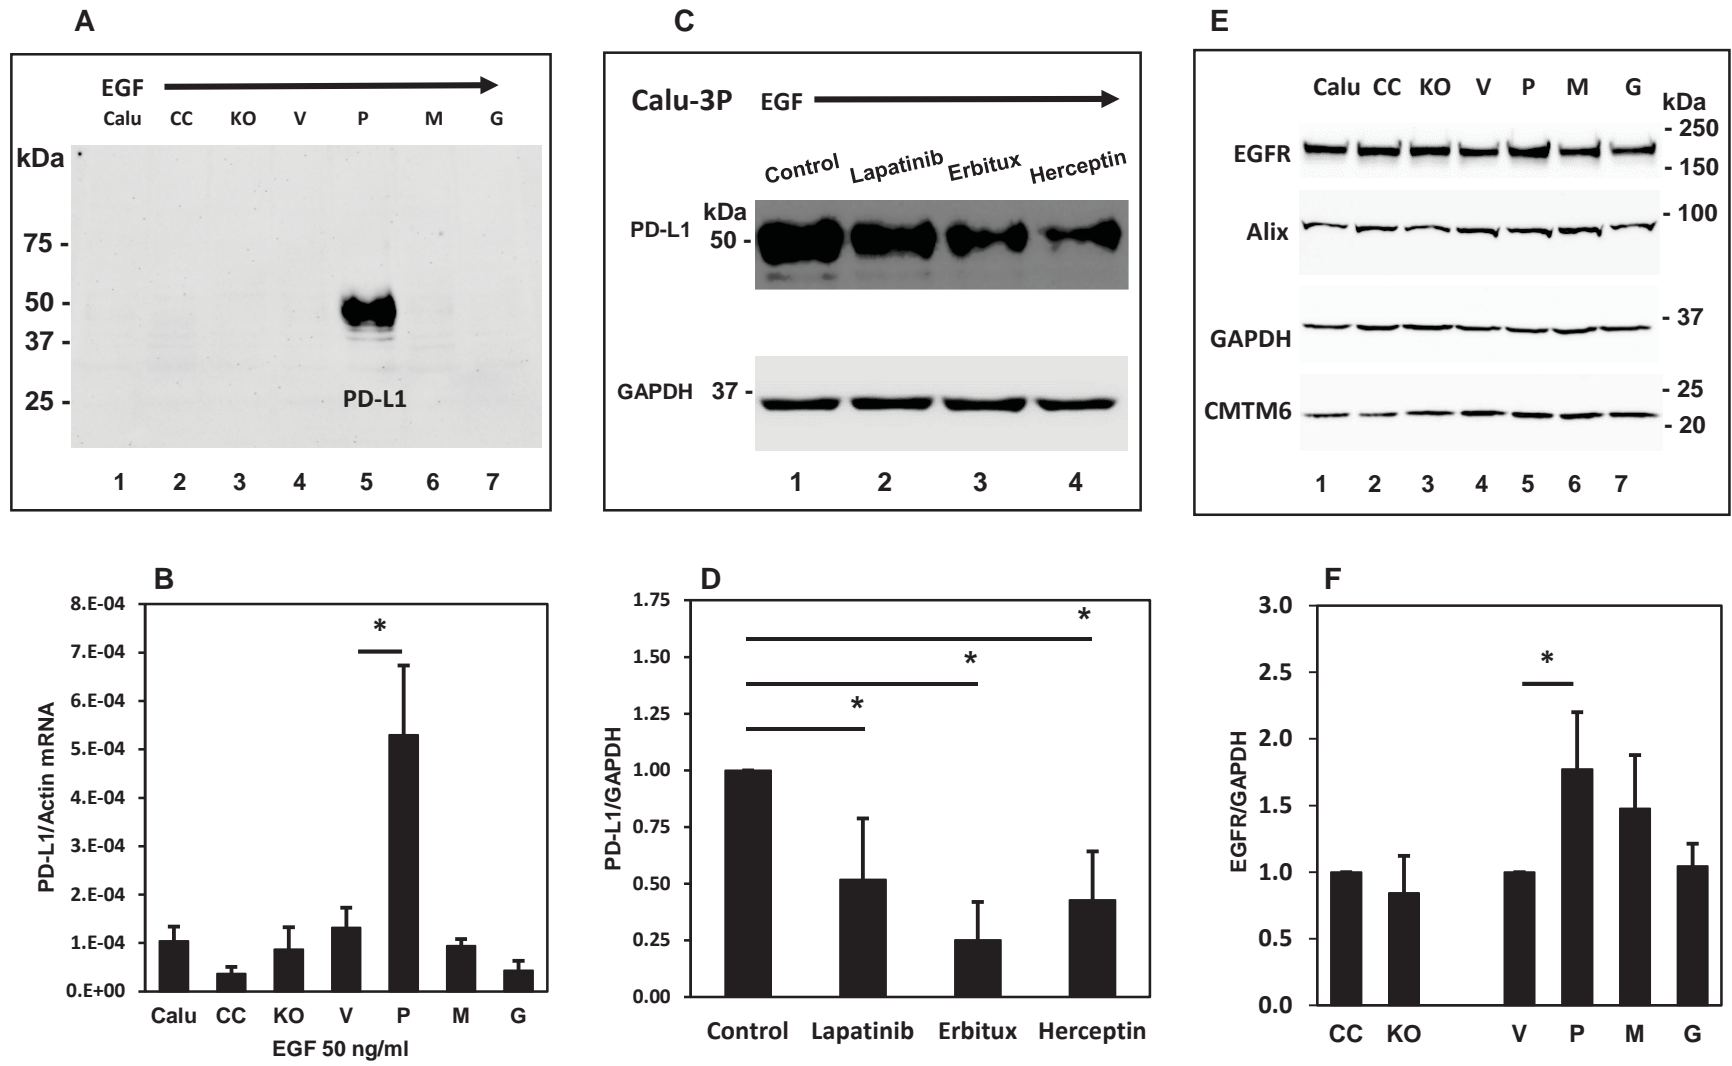 A
EGF
Calu CC KO V P M G
kDa
75 -
50 -
37 -
25 -
PD-L1
1 2 3 4 5 6 7
C
Calu-3P EGF
Control Lapatinib Erbitux Herceptin
kDa
PD-L1 50 -
GAPDH 37 -
1 2 3 4
E
Calu CC KO V P M G
kDa
- 250
EGFR
- 150
- 100
Alix
- 37
GAPDH
- 25
CMTM6
- 20
1 2 3 4 5 6 7
B
PD-L1/Actin mRNA
8.E-04
7.E-04
6.E-04
5.E-04
4.E-04
3.E-04
2.E-04
1.E-04
0.E+00
*
Calu CC KO V P M G
EGF 50 ng/ml
D
PD-L1/GAPDH
1.75
1.50
1.25
1.00
0.75
0.50
0.25
0.00
*
*
*
Control Lapatinib Erbitux Herceptin
F
EGFR/GAPDH
3.0
2.5
2.0
1.5
1.0
0.5
0.0
*
CC KO V P M G